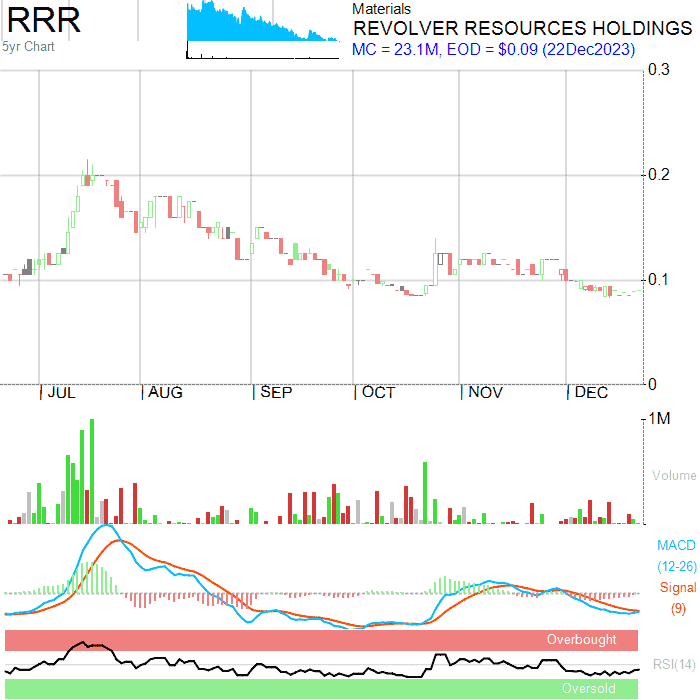 RRR
5yr Chart
Materials
REVOLVER RESOURCES HOLDINGS
MC = 23.1M, EOD = $0.09 (22Dec2023)
0.3
0.2
0.1
0
JUL AUG SEP OCT NOV DEC
1M
Volume
MACD
(12-26)
Signal
(9)
Overbought
RSI(14)
Oversold